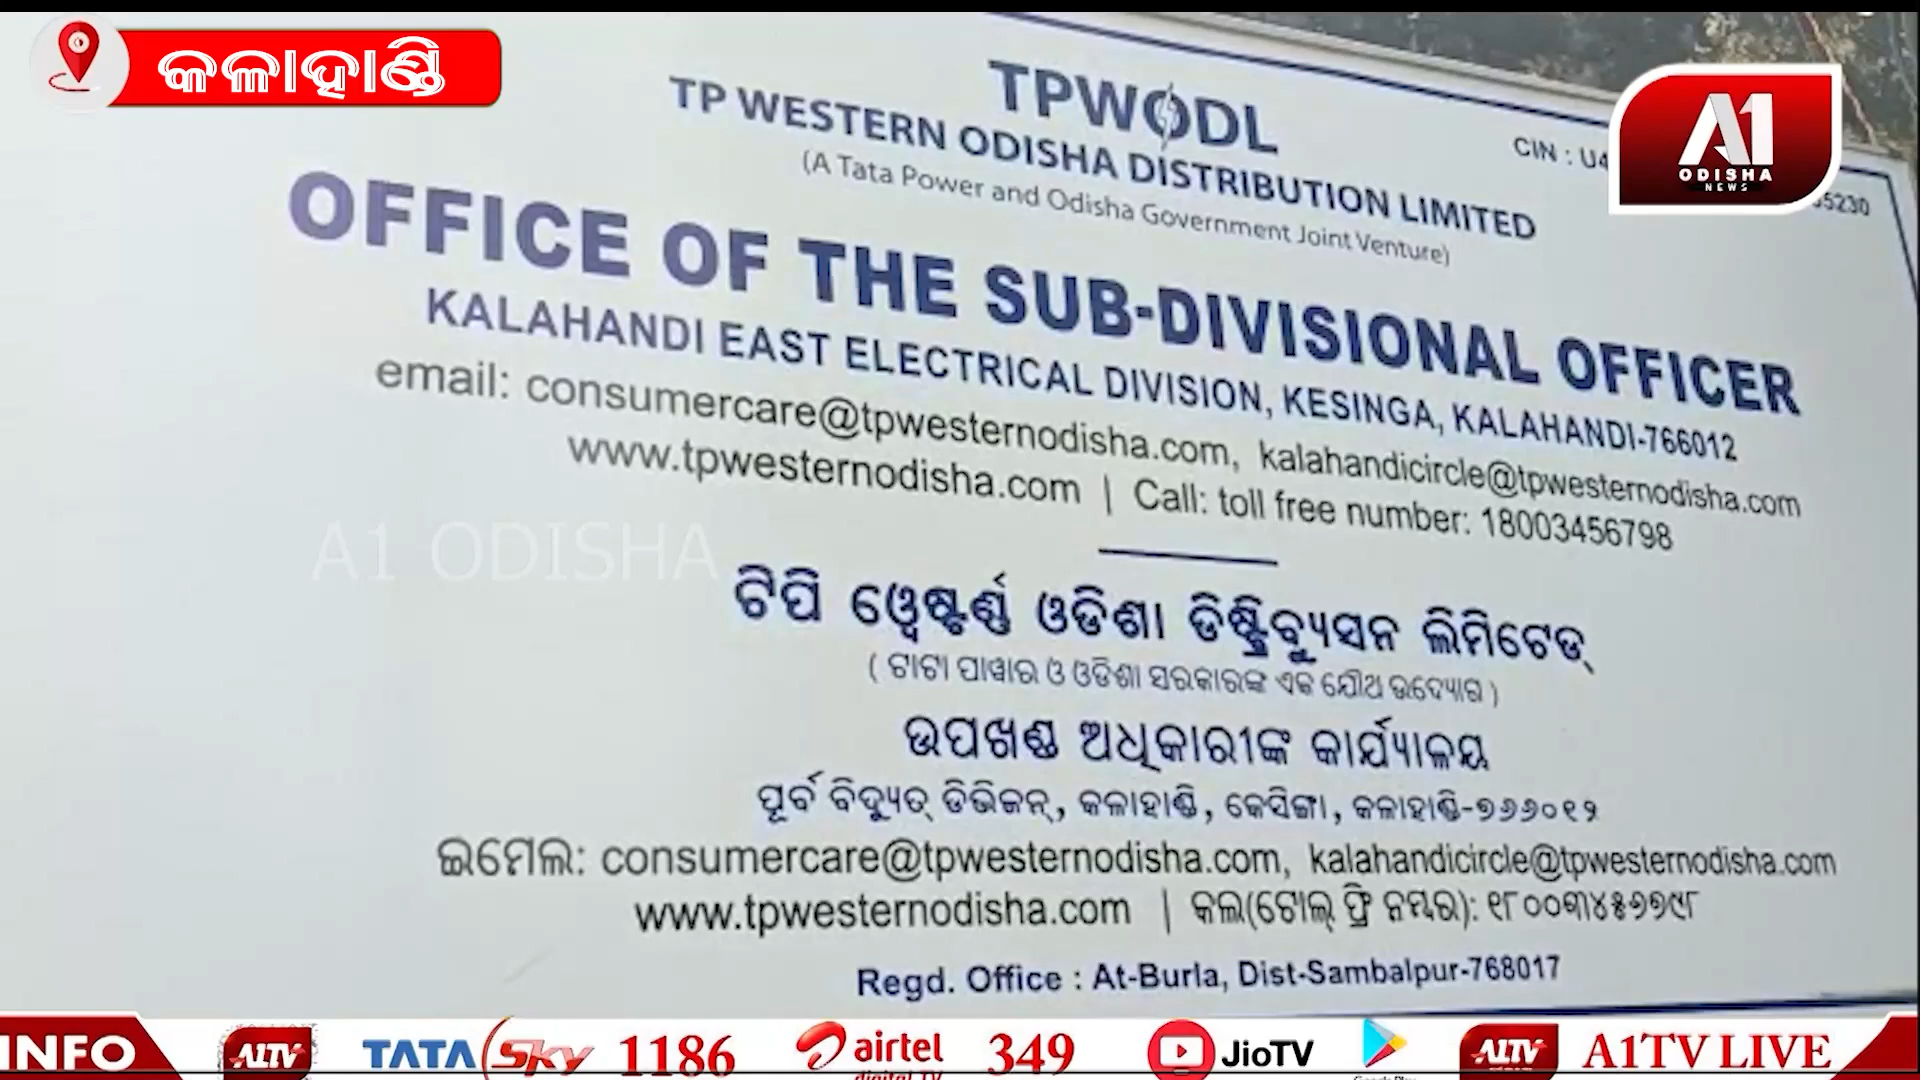 କଳାହାଣ୍ଡି
A1
ODISHA
NEWS
TPWODL
TP WESTERN ODISHA DISTRIBUTION LIMITED
(A Tata Power and Odisha Government Joint Venture)
CIN : U4
5230
OFFICE OF THE SUB-DIVISIONAL OFFICER
KALAHANDI EAST ELECTRICAL DIVISION, KESINGA, KALAHANDI-766012
email: consumercare@tpwesternodisha.com, kalahandicircle@tpwesternodisha.com
www.tpwesternodisha.com | Call: toll free number: 18003456798
A1 ODISHA
ଟିପି ୱେଷ୍ଟର୍ଣ୍ଣ ଓଡିଶା ଡିଷ୍ଟ୍ରିବ୍ୟୁସନ ଲିମିଟେଡ୍
( ଟାଟା ପାୱାର ଓ ଓଡିଶା ସରକାରଙ୍କ ଏକ ଯୌଥ ଉଦ୍ୟୋଗ )
ଉପଖଣ୍ଡ ଅଧିକାରୀଙ୍କ କାର୍ଯ୍ୟାଳୟ
ପୂର୍ବ ବିଦ୍ୟୁତ୍ ଡିଭିଜନ୍, କଳାହାଣ୍ଡି, କେସିଙ୍ଗା, କଳାହାଣ୍ଡି-୭୬୬୦୧୨
ଇମେଲ: consumercare@tpwesternodisha.com, kalahandicircle@tpwesternodisha.com
www.tpwesternodisha.com | କଲ(ଟୋଲ୍ ଫ୍ରି ନମ୍ବର): ୧୮୦୦୩୪୫୬୭୯୮
Regd. Office : At-Burla, Dist-Sambalpur-768017
INFO A1TV TATA Sky 1186 airtel digital TV 349 JioTV Google Play A1TV A1TV LIVE